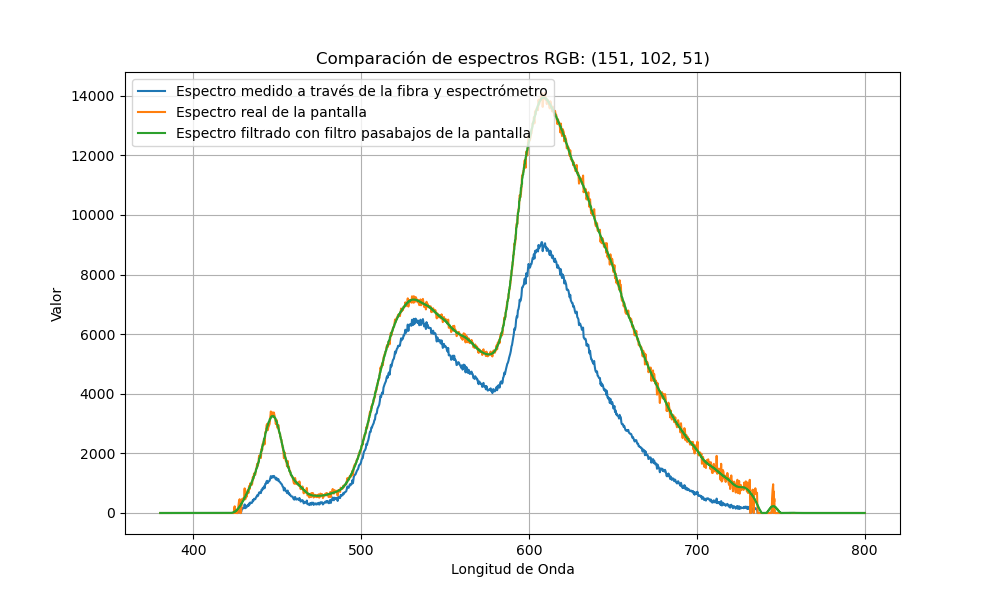 Comparación de espectros RGB: (151, 102, 51)
Espectro medido a través de la fibra y espectrómetro
Espectro real de la pantalla
Espectro filtrado con filtro pasabajos de la pantalla
Valor
14000
12000
10000
8000
6000
4000
2000
0
400 500 600 700 800
Longitud de Onda